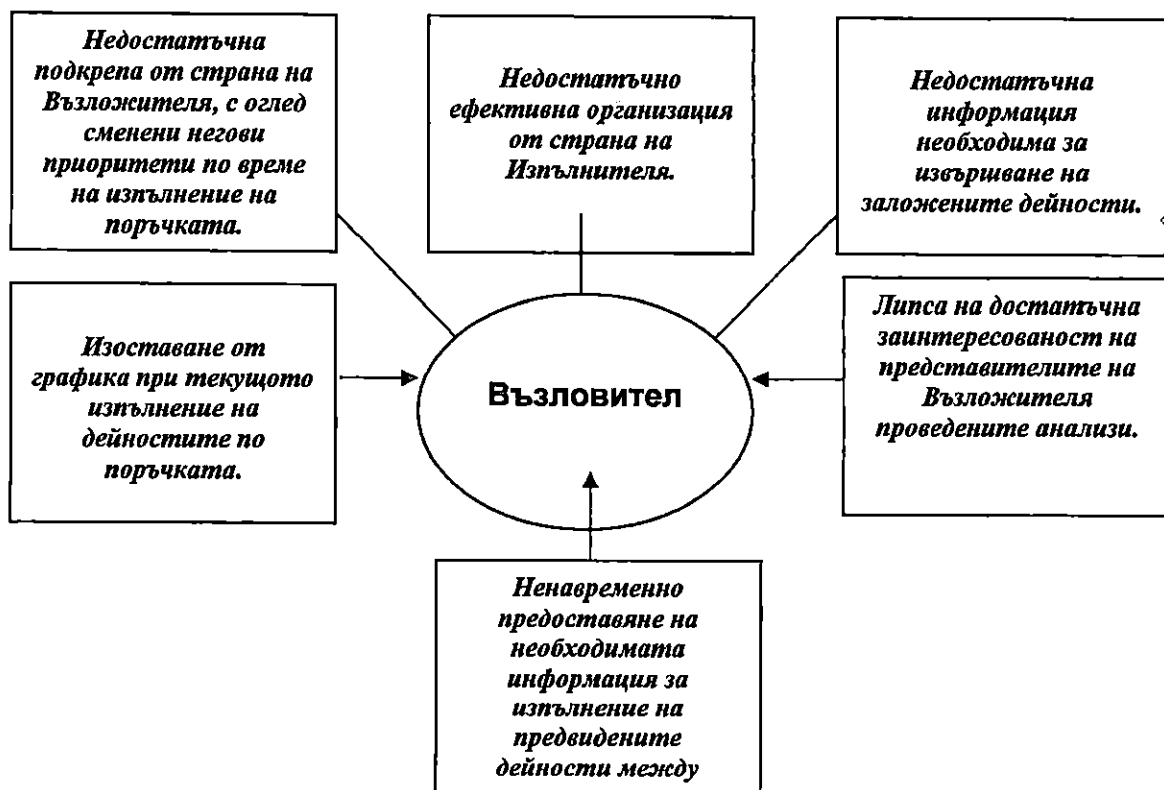 Недостатъчна
подкрепа от страна на
Възложителя, с оглед
сменени негови
приоритети по време
на изпълнение на
поръчката.
Недостатъчно
ефективна организация
от страна на
Изпълнителя.
Недостатъчна
информация
необходима за
извършване на
заложените дейности.
Изоставане от
графика при текущото
изпълнение на
дейностите по
поръчката.
Възловител
Липса на достатъчна
заинтересованост на
представителите на
Възложителя
проведените анализи.
Ненавременно
предоставяне на
необходимата
информация за
изпълнение на
предвидените
дейности между